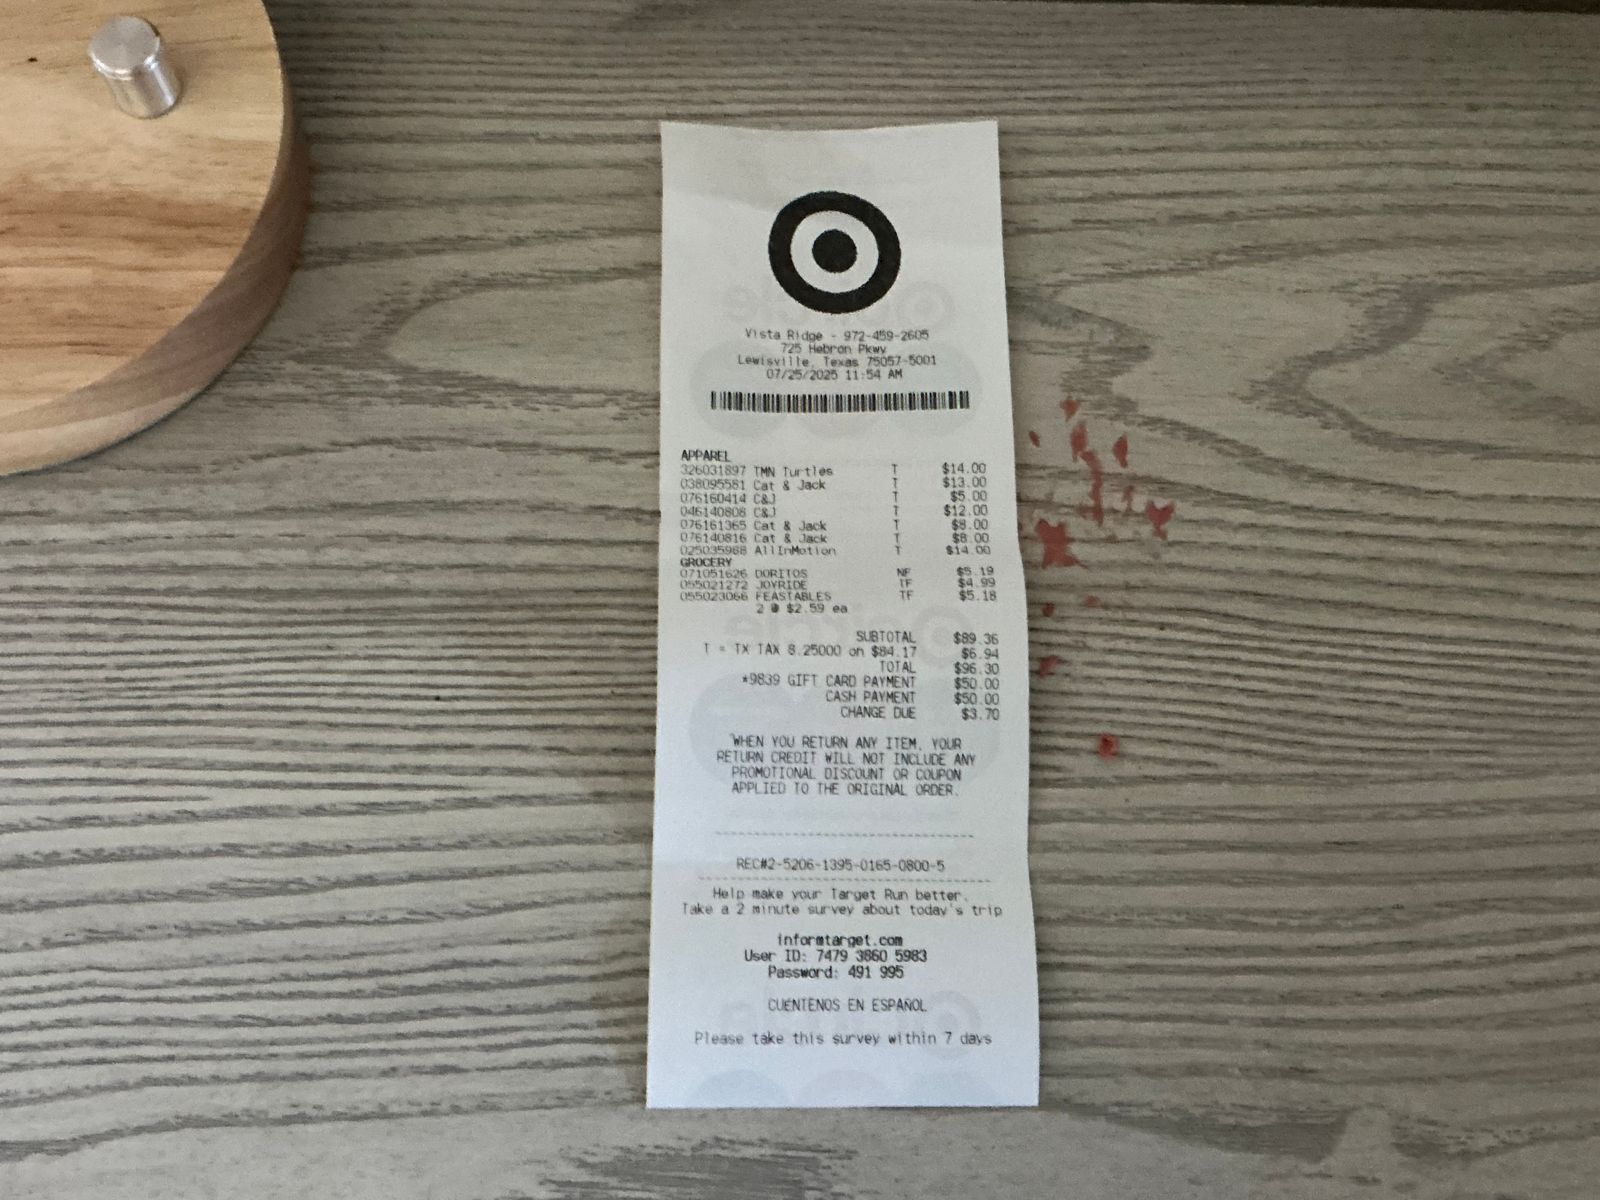 Vista Ridge - 972-459-2605
725 Hebron Pkwy
Lewisville, Texas 75057-5001
07/25/2025 11:54 AM
APPAREL
326031897 TMN Turtles T $14.00
038095581 Cat & Jack T $13.00
076160414 C&J T $5.00
046140808 C&J T $12.00
076161365 Cat & Jack T $8.00
076140816 Cat & Jack T $8.00
025035988 AllInMotion T $14.00
GROCERY
071051626 DORITOS NF $5.19
055021272 JOYRIDE TF $4.99
055023066 FEASTABLES TF $5.18
2 @ $2.59 ea
SUBTOTAL $89.36
T = TX TAX 8.25000 on $84.17 $6.94
TOTAL $96.30
*9839 GIFT CARD PAYMENT $50.00
CASH PAYMENT $50.00
CHANGE DUE $3.70
WHEN YOU RETURN ANY ITEM, YOUR
RETURN CREDIT WILL NOT INCLUDE ANY
PROMOTIONAL DISCOUNT OR COUPON
APPLIED TO THE ORIGINAL ORDER.
REC#2-5206-1395-0165-0800-5
Help make your Target Run better.
Take a 2 minute survey about today's trip
informtarget.com
User ID: 7479 3860 5983
Password: 491 995
CUÉNTENOS EN ESPAÑOL
Please take this survey within 7 days